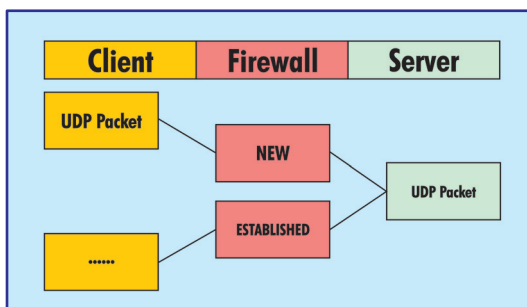 Client Firewall Server
UDP Packet
NEW
UDP Packet
ESTABLISHED
......